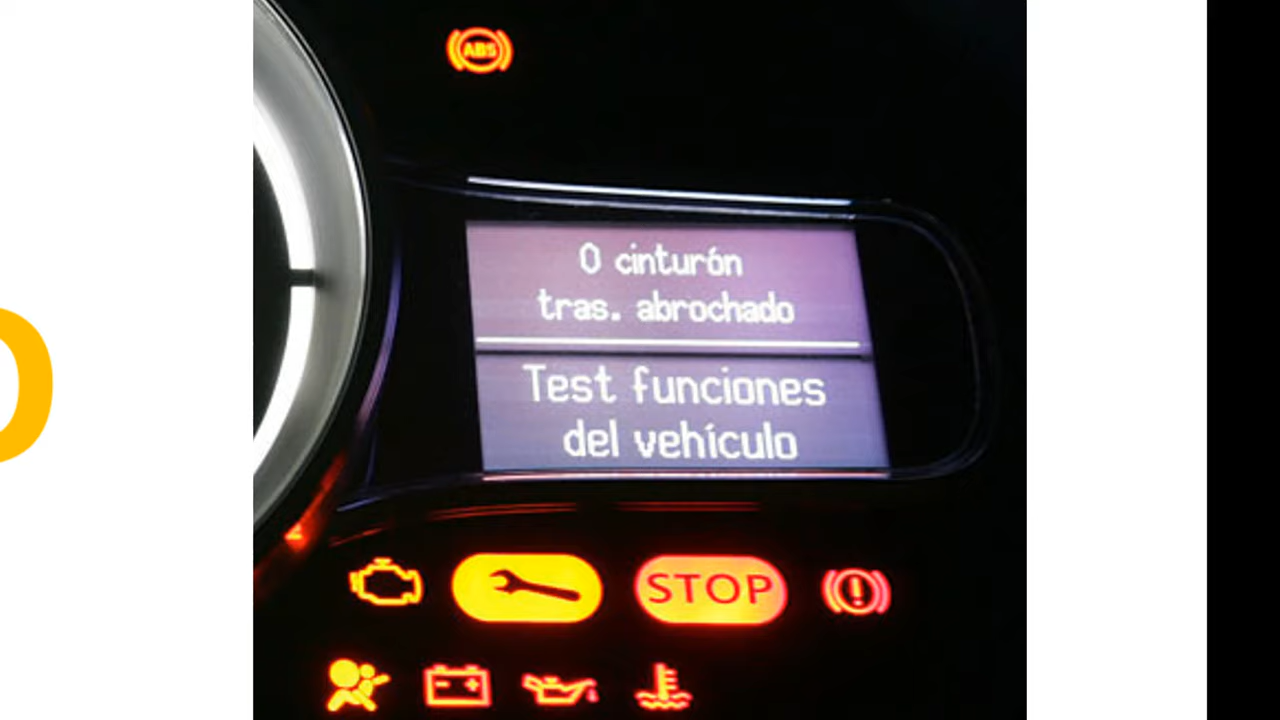 ABS
0 cinturón
tras. abrochado
Test funciones
del vehículo
STOP